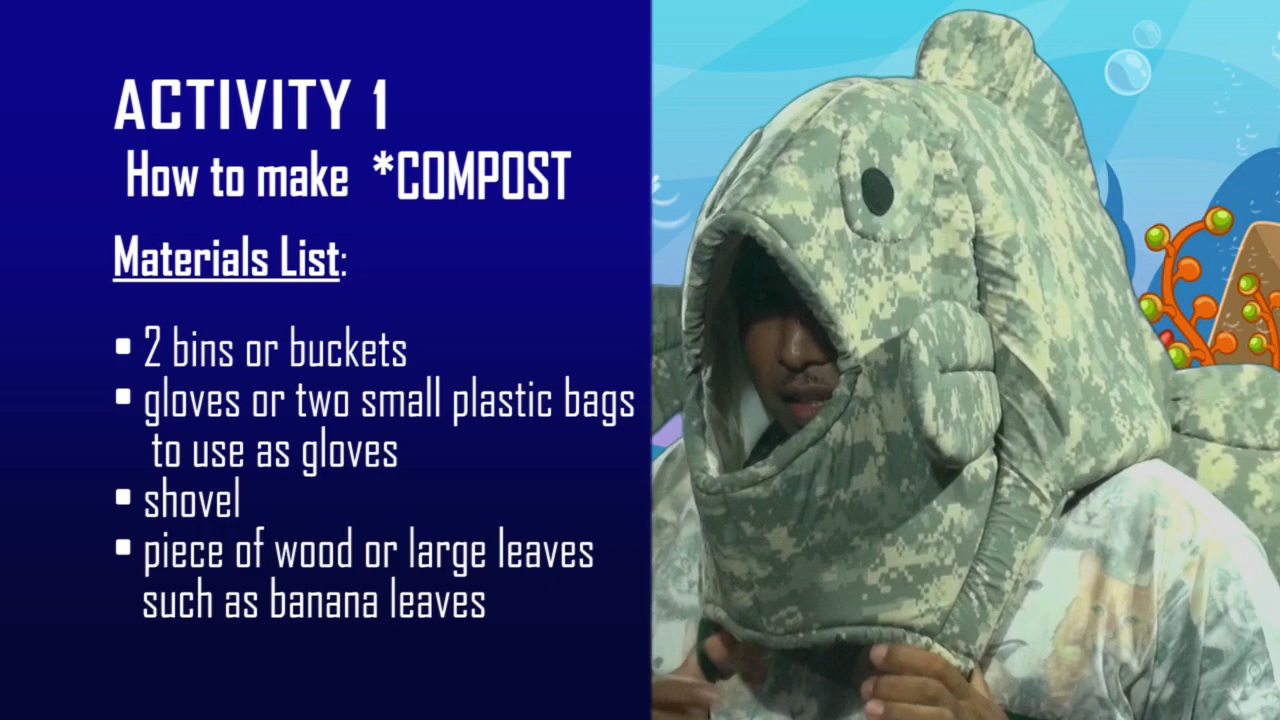 ACTIVITY 1
How to make *COMPOST
Materials List:
▪ 2 bins or buckets
▪ gloves or two small plastic bags
to use as gloves
▪ shovel
▪ piece of wood or large leaves
such as banana leaves